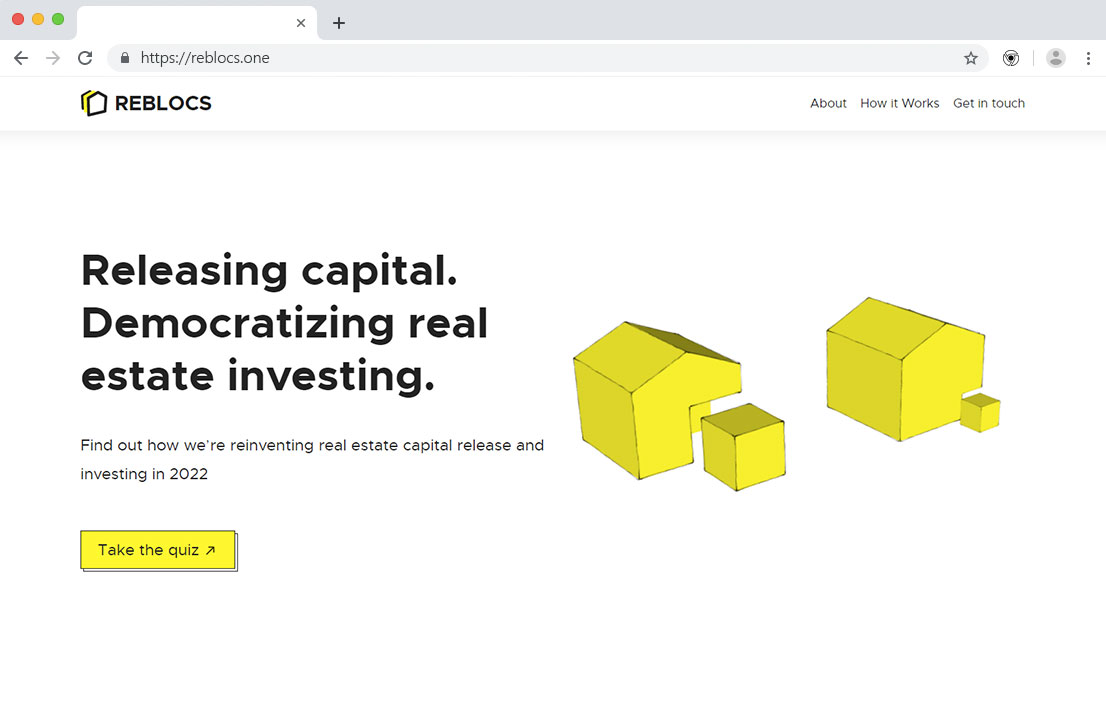 https://reblocs.one
REBLOCS
About How it Works Get in touch
Releasing capital.
Democratizing real
estate investing.
Find out how we're reinventing real estate capital release and
investing in 2022
Take the quiz ↗